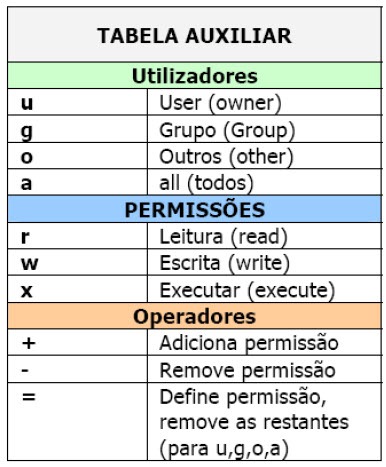 TABELA AUXILIAR
Utilizadores
u User (owner)
g Grupo (Group)
o Outros (other)
a all (todos)
PERMISSÕES
r Leitura (read)
w Escrita (write)
x Executar (execute)
Operadores
+ Adiciona permissão
- Remove permissão
= Define permissão,
remove as restantes
(para u,g,o,a)